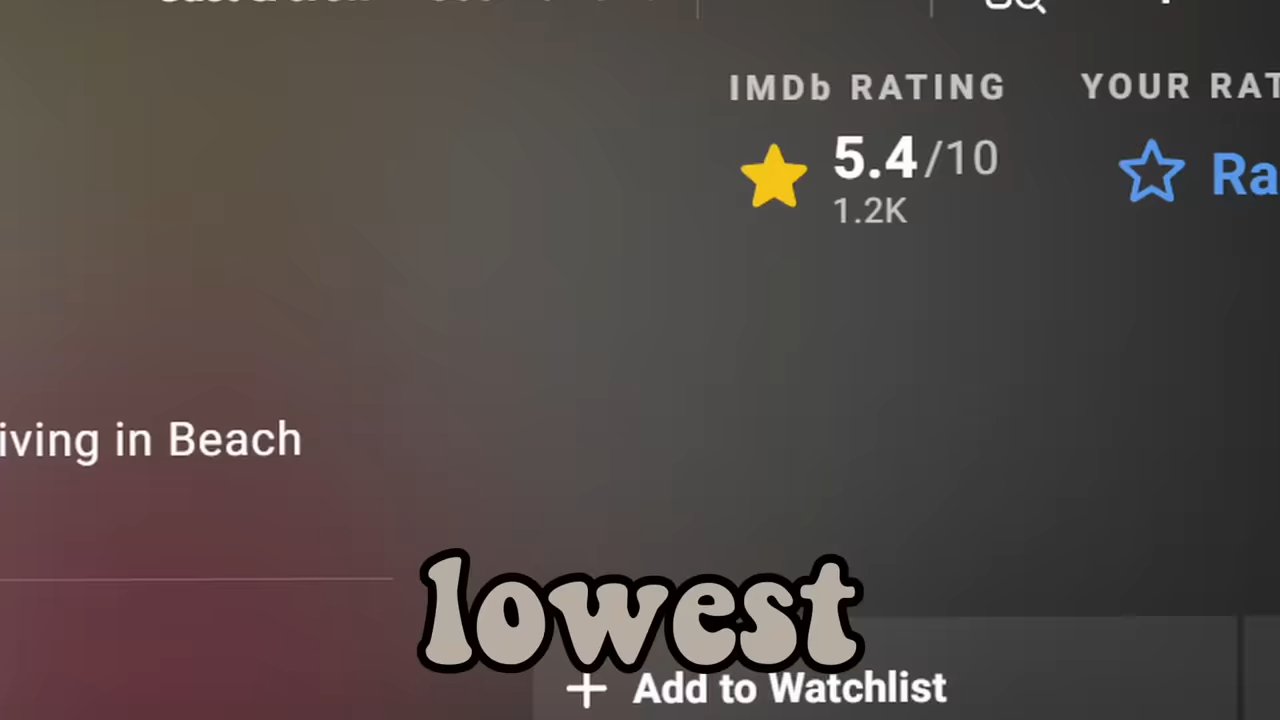 IMDb RATING
YOUR RAT
5.4/10
Ra
1.2K
iving in Beach
lowest
Add to Watchlist